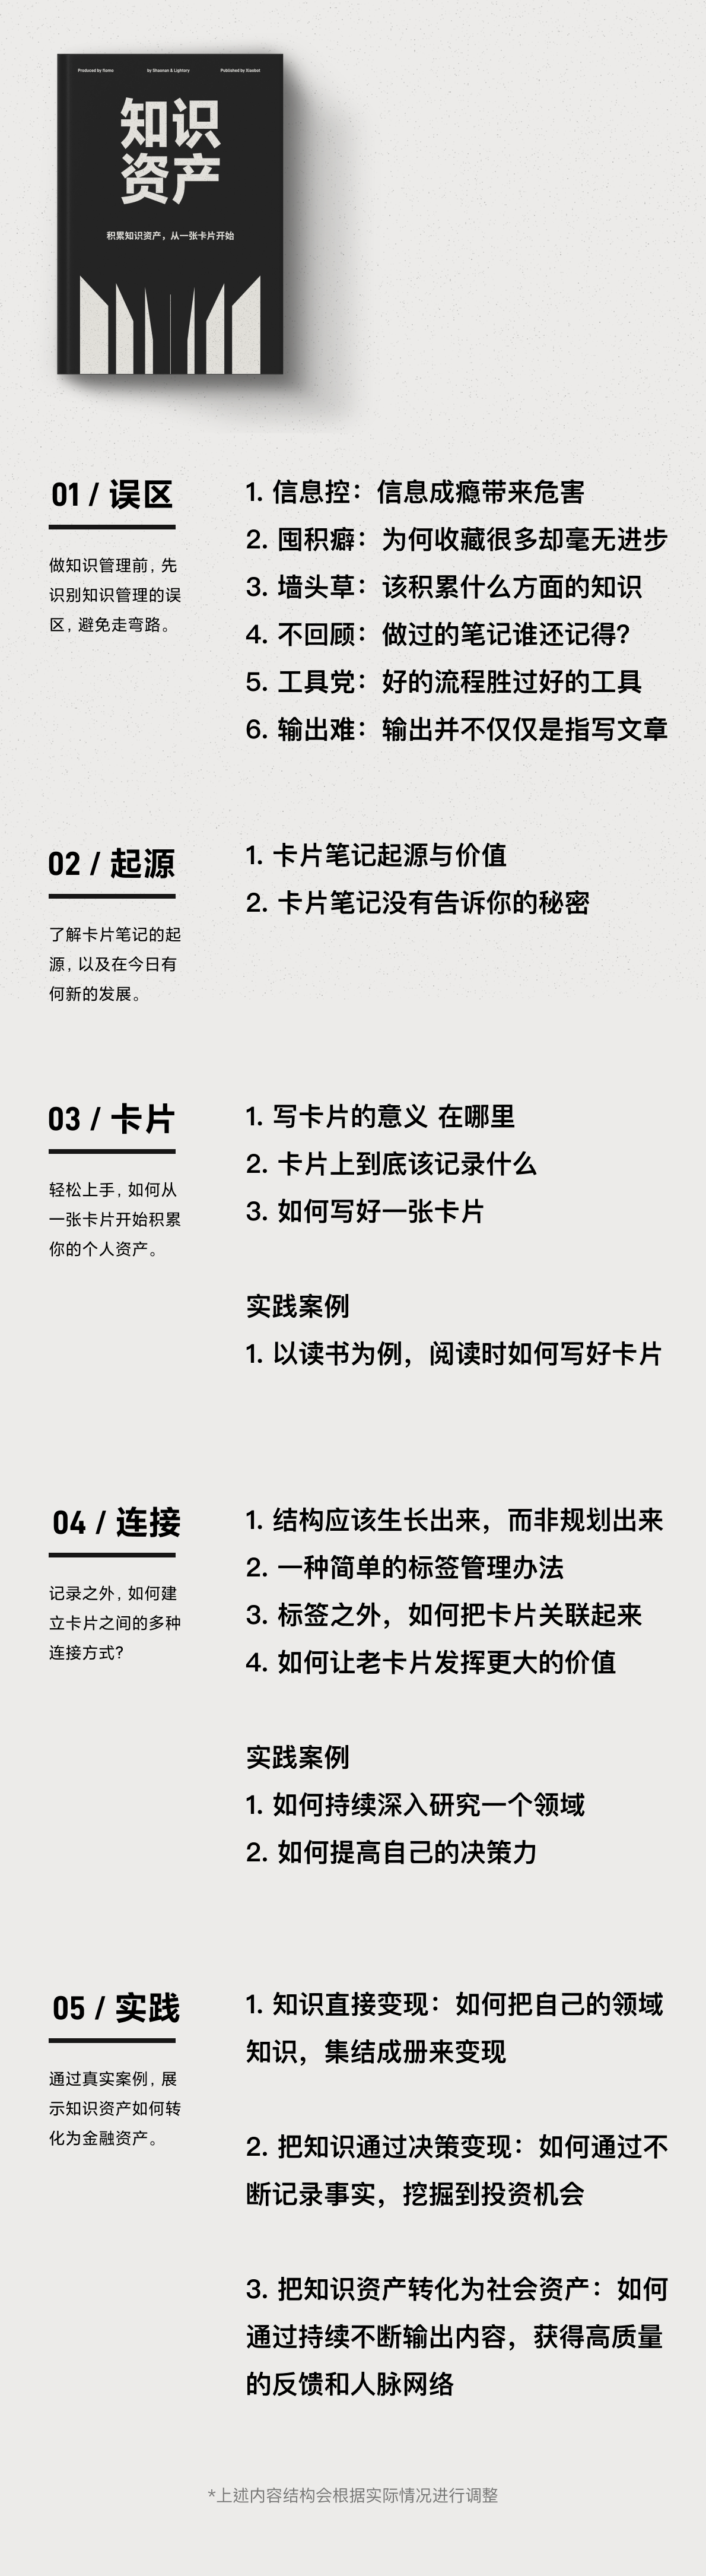 Produced by flomo
by Shaonan & Lightory
Published by Xiaobot
知识
资产
积累知识资产，从一张卡片开始
01 / 误区
做知识管理前，先
识别知识管理的误
区，避免走弯路。
1. 信息控：信息成瘾带来危害
2. 囤积癖：为何收藏很多却毫无进步
3. 墙头草：该积累什么方面的知识
4. 不回顾：做过的笔记谁还记得？
5. 工具党：好的流程胜过好的工具
6. 输出难：输出并不仅仅是指写文章
02 / 起源
了解卡片笔记的起
源，以及在今日有
何新的发展。
1. 卡片笔记起源与价值
2. 卡片笔记没有告诉你的秘密
03 / 卡片
轻松上手，如何从
一张卡片开始积累
你的个人资产。
1. 写卡片的意义 在哪里
2. 卡片上到底该记录什么
3. 如何写好一张卡片
实践案例
1. 以读书为例，阅读时如何写好卡片
04 / 连接
记录之外，如何建
立卡片之间的多种
连接方式？
1. 结构应该生长出来，而非规划出来
2. 一种简单的标签管理办法
3. 标签之外，如何把卡片关联起来
4. 如何让老卡片发挥更大的价值
实践案例
1. 如何持续深入研究一个领域
2. 如何提高自己的决策力
05 / 实践
通过真实案例，展
示知识资产如何转
化为金融资产。
1. 知识直接变现：如何把自己的领域
知识，集结成册来变现
2. 把知识通过决策变现：如何通过不
断记录事实，挖掘到投资机会
3. 把知识资产转化为社会资产：如何
通过持续不断输出内容，获得高质量
的反馈和人脉网络
*上述内容结构会根据实际情况进行调整